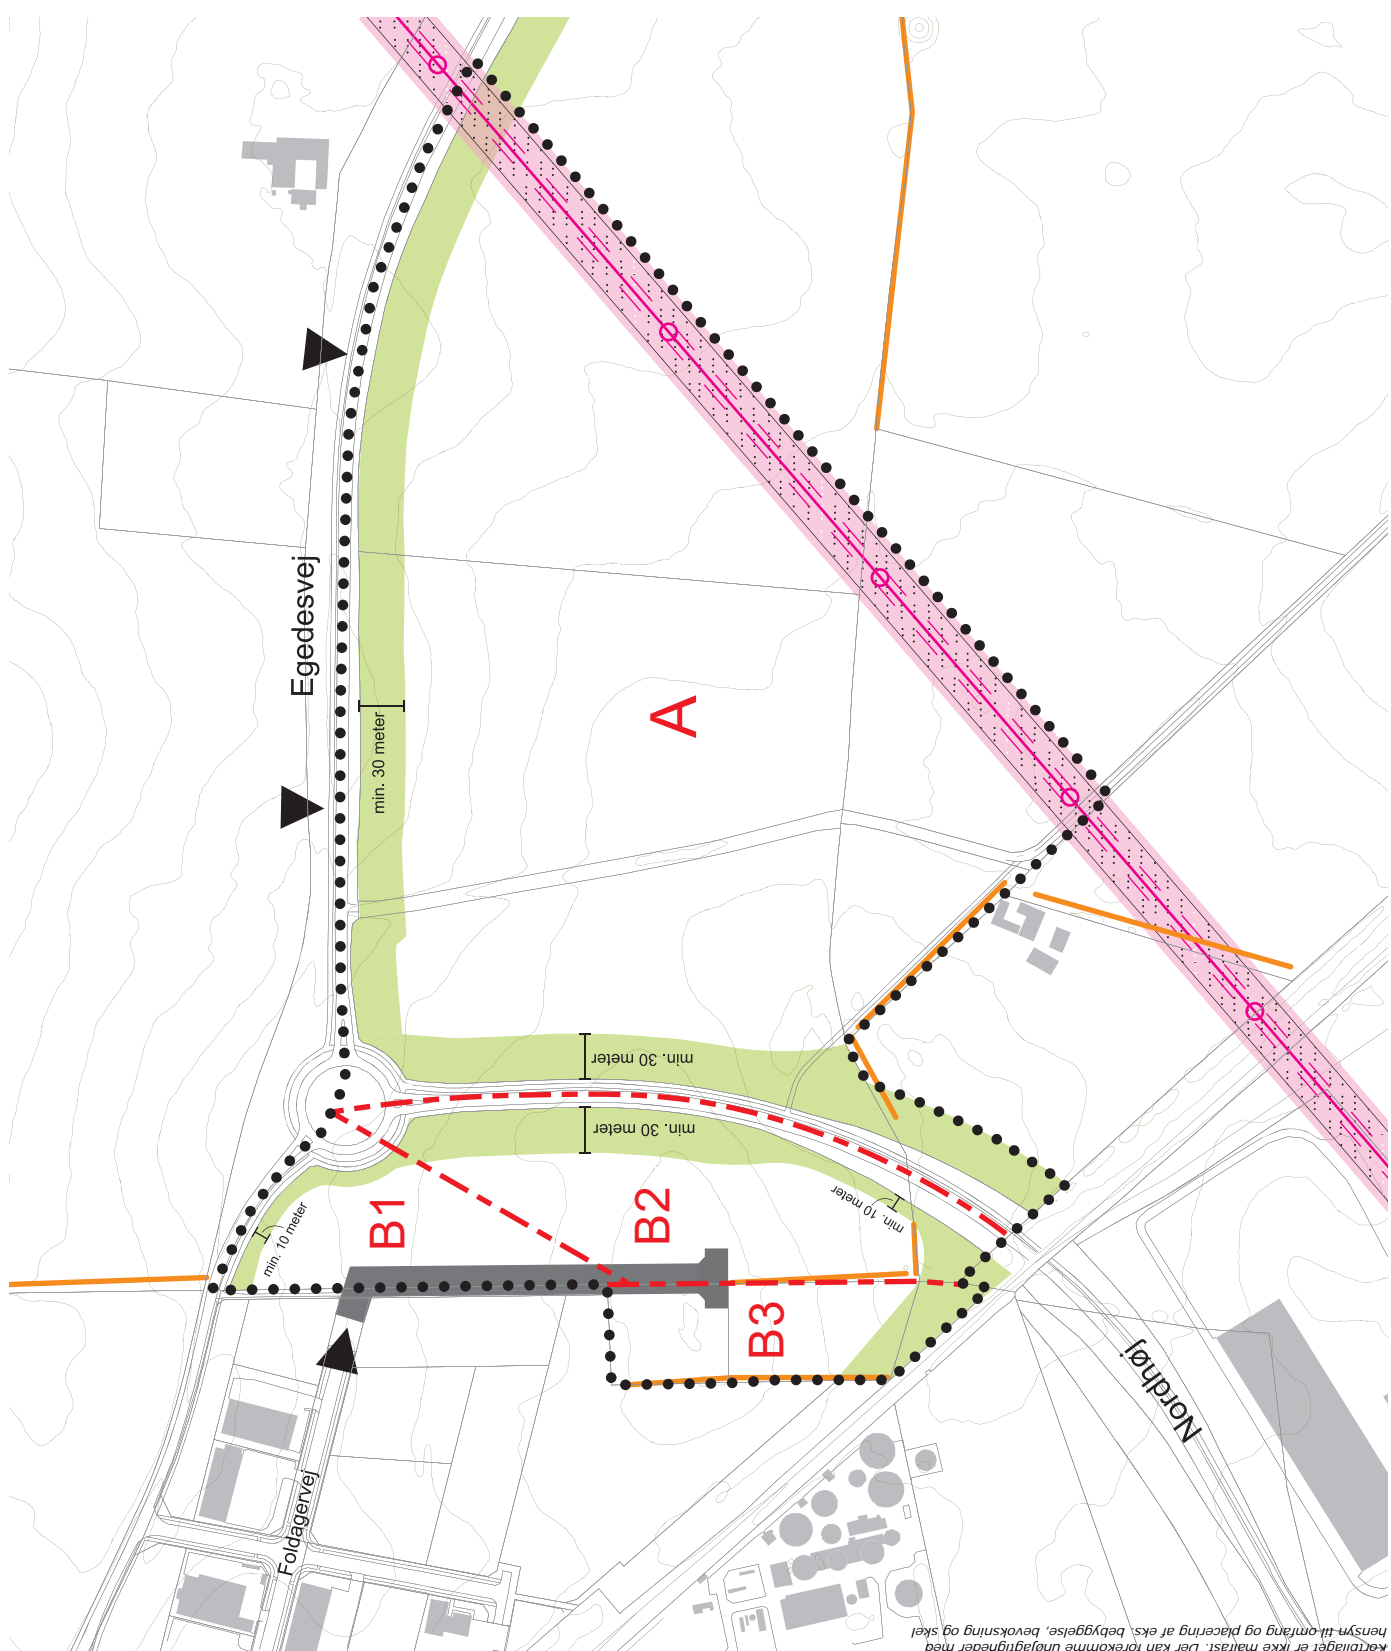 Egedesvej
min. 30 meter
A
min. 30 meter
min. 30 meter
min. 10 meter
min. 10 meter
B1
B2
B3
Nordhøj
Foldagervej
Kortbilaget er ikke målfast. Der kan forekomme unøjagtigheder med
hensyn til omfang og placering af eks. bebyggelse, bevoksning og skel